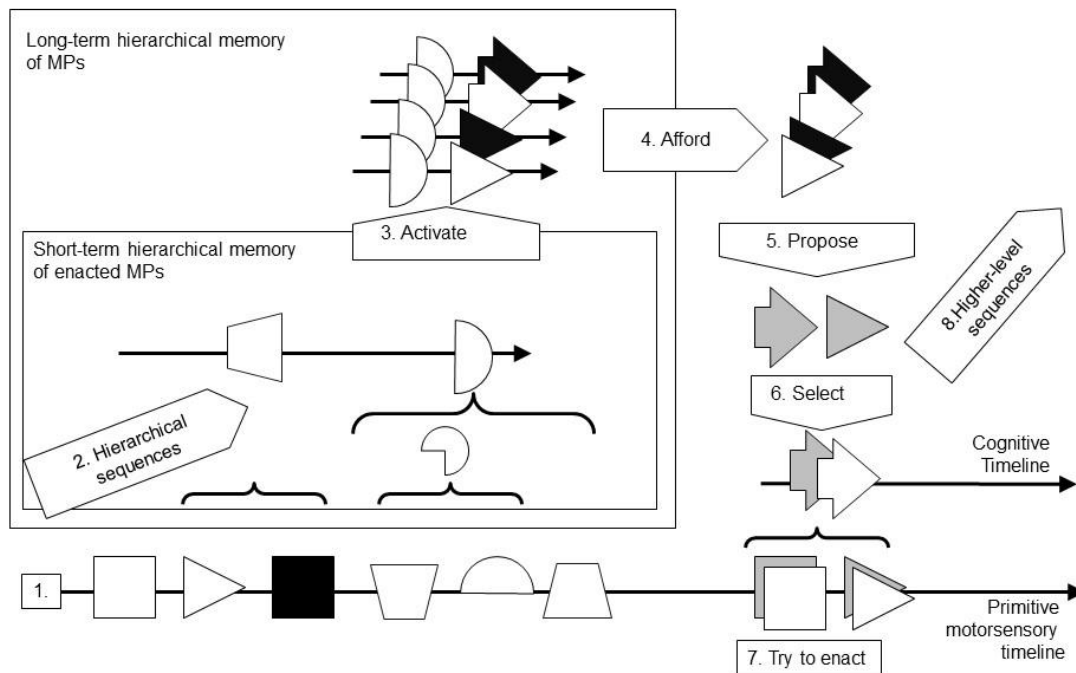 Long-term hierarchical memory
of MPs
4. Afford
3. Activate
Short-term hierarchical memory
of enacted MPs
5. Propose
8.Higher-level
sequences
6. Select
2. Hierarchical
sequences
Cognitive
Timeline
1.
Primitive
motorsensory
timeline
7. Try to enact